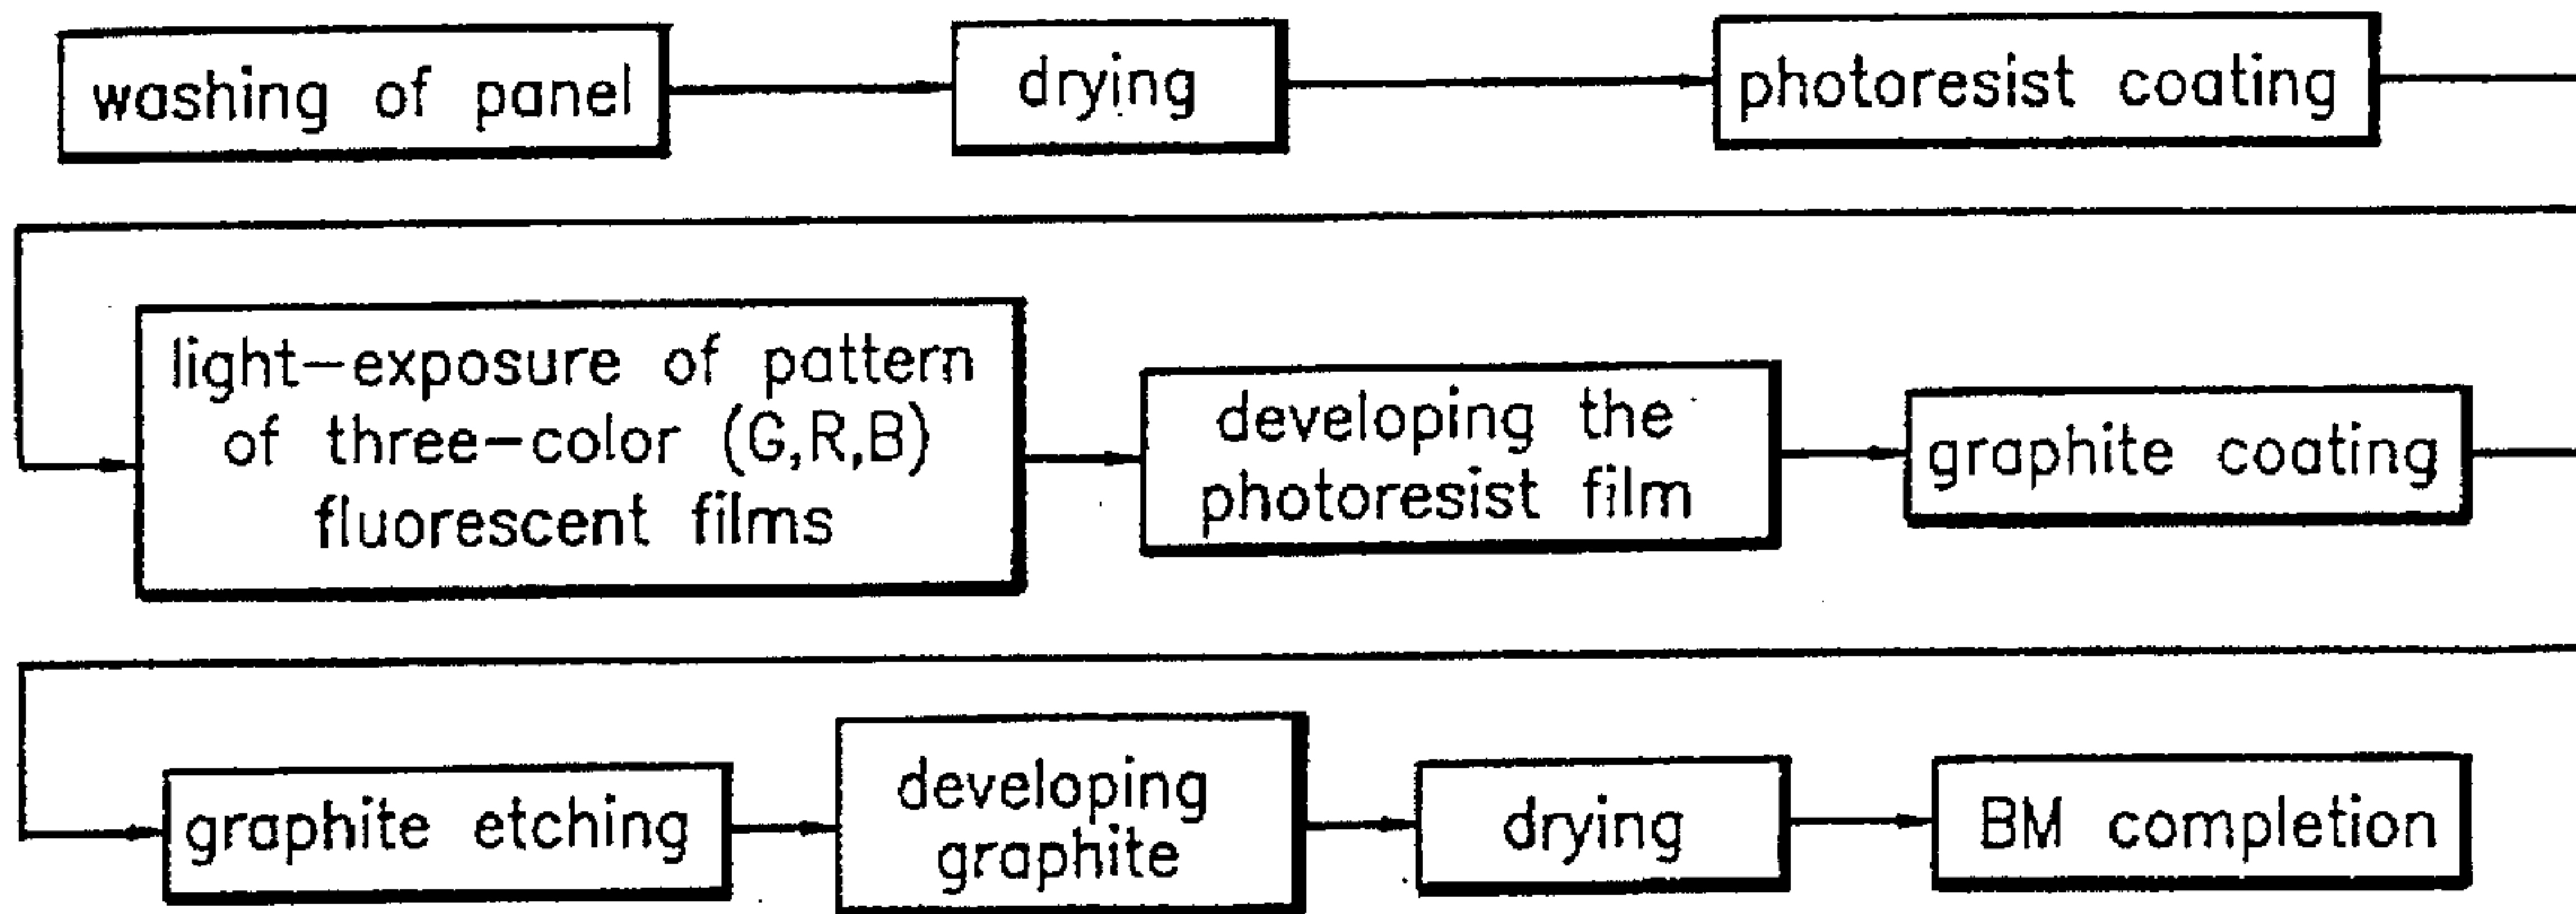 washing of panel
drying
photoresist coating
light-exposure of pattern
of three-color (G,R,B)
fluorescent films
developing the
photoresist film
graphite coating
graphite etching
developing
graphite
drying
BM completion